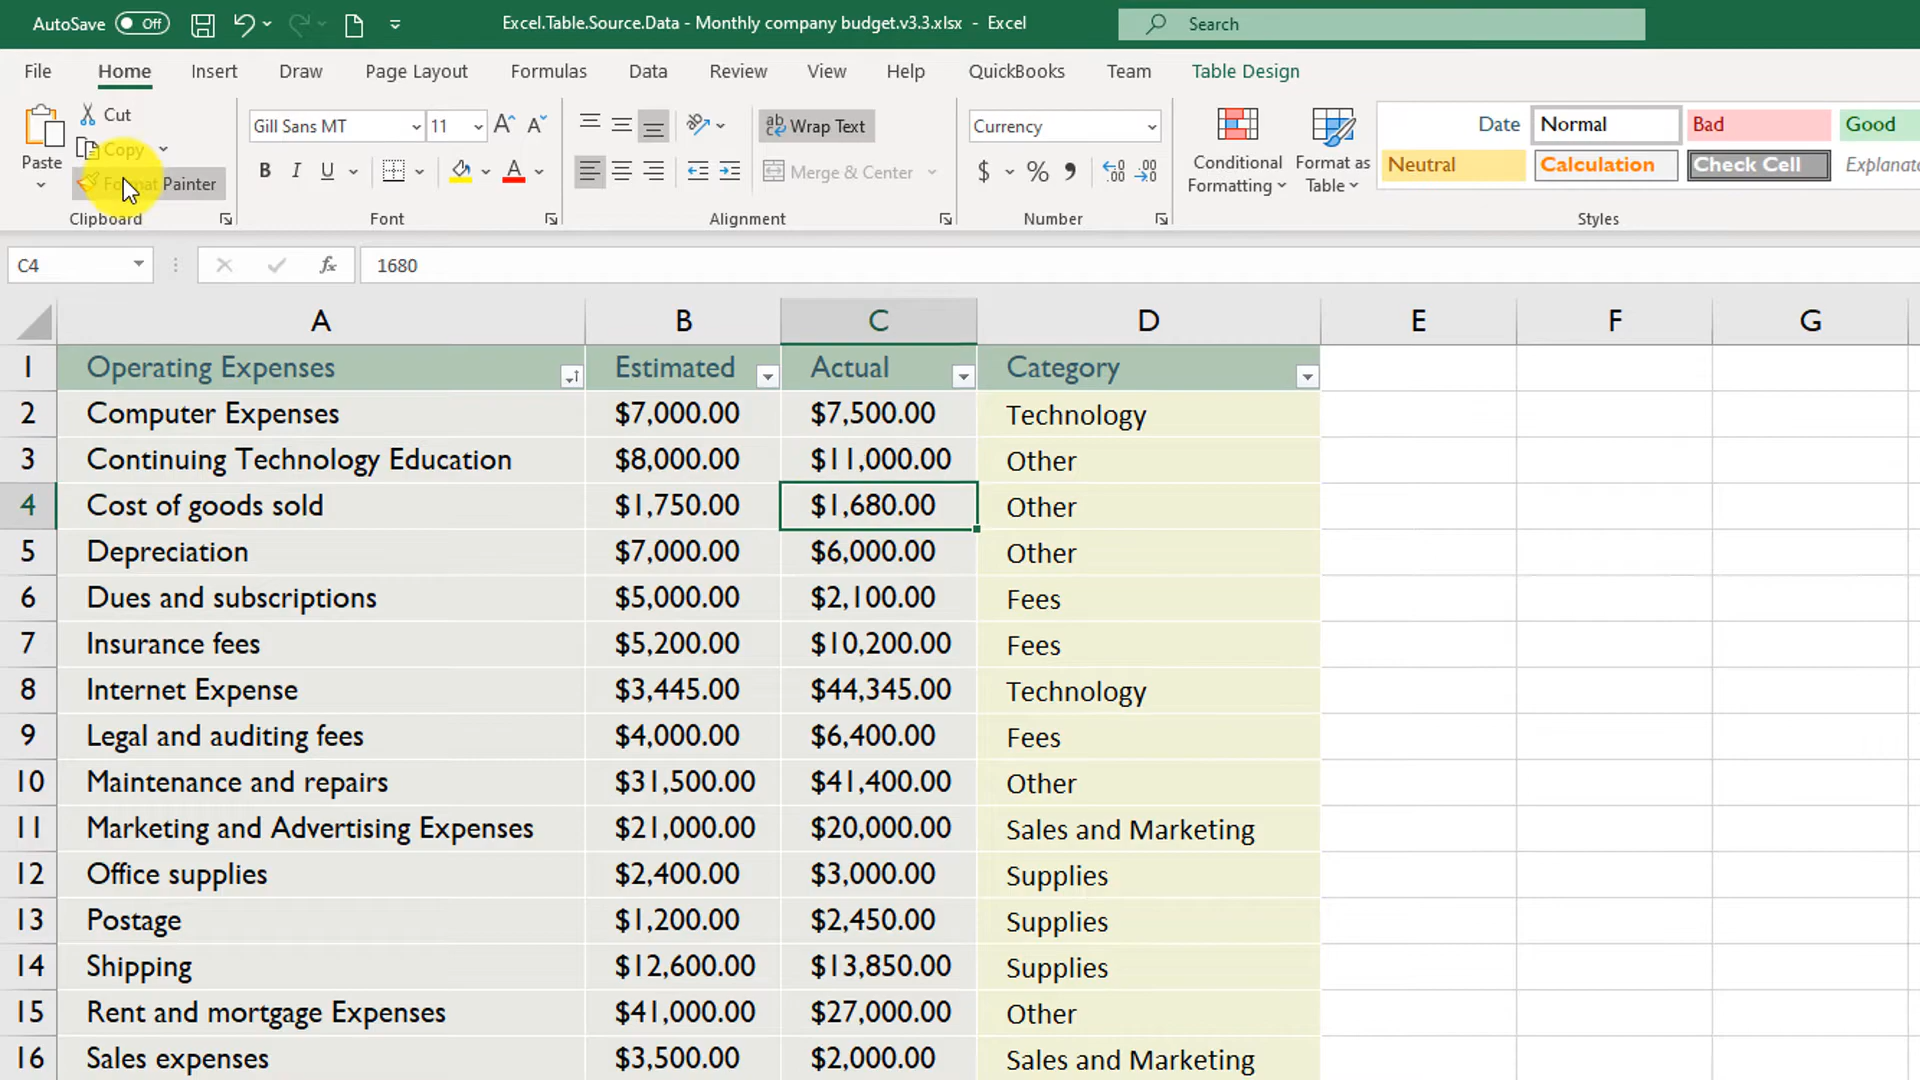 AutoSave Off Excel.Table.Source.Data - Monthly company budget.v3.3.xlsx - Excel Search
File Home Insert Draw Page Layout Formulas Data Review View Help QuickBooks Team Table Design
Paste Cut Copy Format Painter
Clipboard
Gill Sans MT 11 A A
B I U A
Font
ab Wrap Text
Merge & Center
Alignment
Currency
$ % 9 .00 .00
Number
Conditional Formatting
Format as Table
Date Normal Bad Good
Neutral Calculation Check Cell Explana
Styles
C4 fx 1680
A B C D E F G
1 Operating Expenses Estimated Actual Category
2 Computer Expenses $7,000.00 $7,500.00 Technology
3 Continuing Technology Education $8,000.00 $11,000.00 Other
4 Cost of goods sold $1,750.00 $1,680.00 Other
5 Depreciation $7,000.00 $6,000.00 Other
6 Dues and subscriptions $5,000.00 $2,100.00 Fees
7 Insurance fees $5,200.00 $10,200.00 Fees
8 Internet Expense $3,445.00 $44,345.00 Technology
9 Legal and auditing fees $4,000.00 $6,400.00 Fees
10 Maintenance and repairs $31,500.00 $41,400.00 Other
11 Marketing and Advertising Expenses $21,000.00 $20,000.00 Sales and Marketing
12 Office supplies $2,400.00 $3,000.00 Supplies
13 Postage $1,200.00 $2,450.00 Supplies
14 Shipping $12,600.00 $13,850.00 Supplies
15 Rent and mortgage Expenses $41,000.00 $27,000.00 Other
16 Sales expenses $3,500.00 $2,000.00 Sales and Marketing